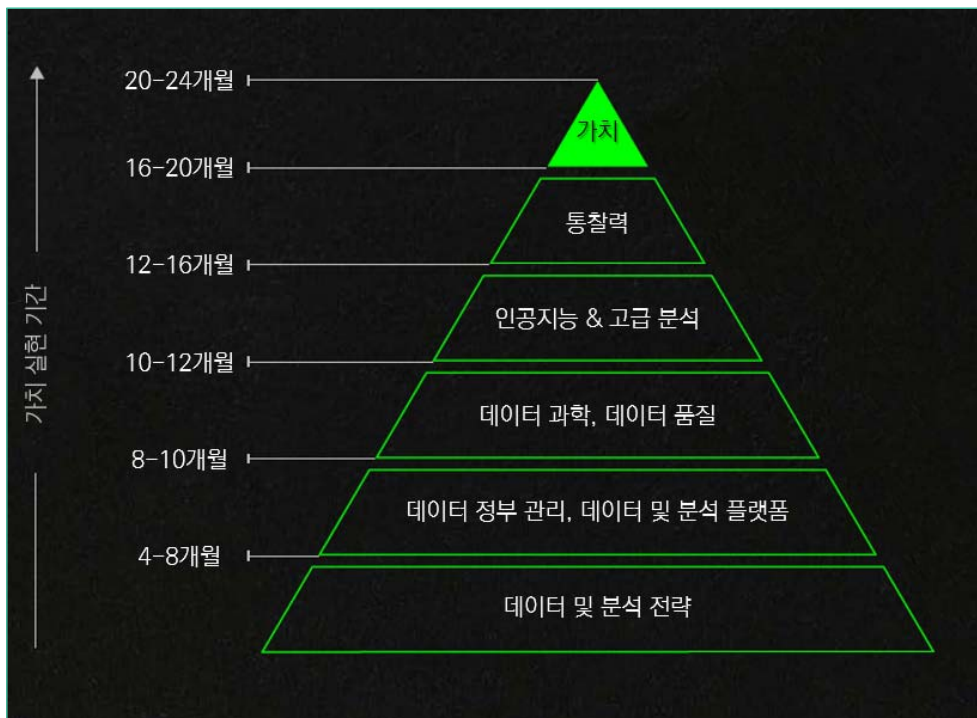 20-24개월
가치
16-20개월
통찰력
12-16개월
인공지능 & 고급 분석
10-12개월
데이터 과학, 데이터 품질
8-10개월
데이터 정부 관리, 데이터 및 분석 플랫폼
4-8개월
데이터 및 분석 전략
가치 실현 기간